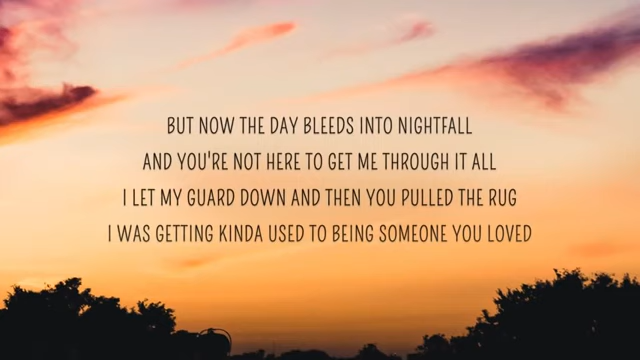 BUT NOW THE DAY BLEEDS INTO NIGHTFALL
AND YOU'RE NOT HERE TO GET ME THROUGH IT ALL
I LET MY GUARD DOWN AND THEN YOU PULLED THE RUG
I WAS GETTING KINDA USED TO BEING SOMEONE YOU LOVED